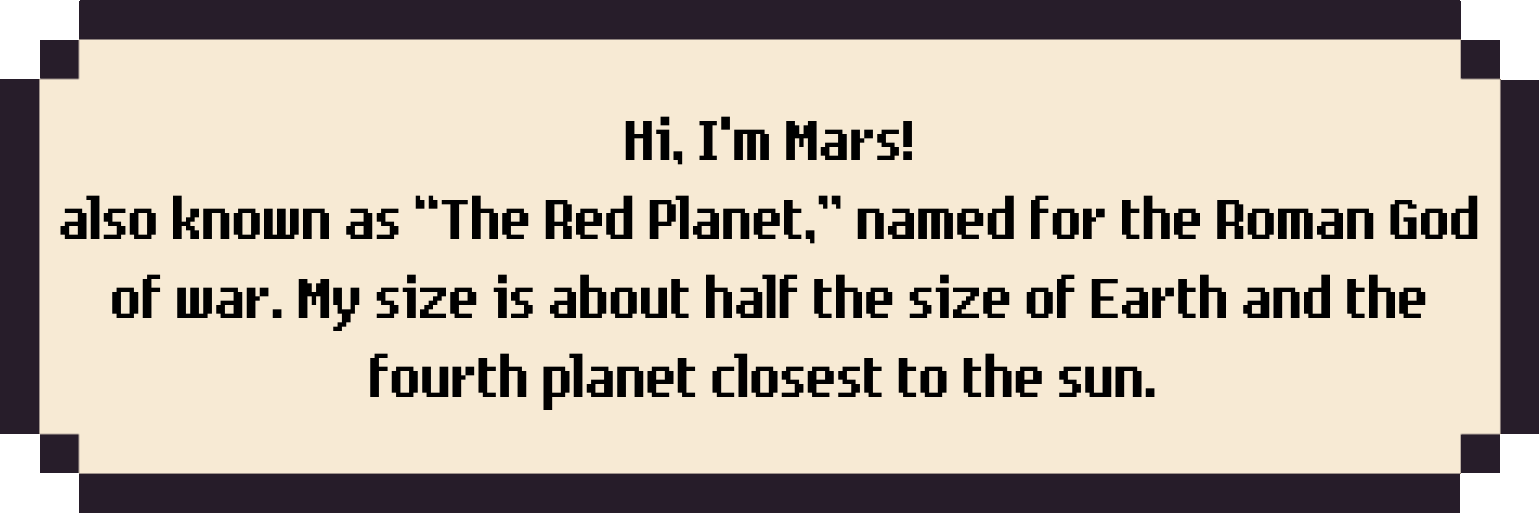 Hi, I'm Mars!
also known as “The Red Planet,” named for the Roman God
of war. My size is about half the size of Earth and the
fourth planet closest to the sun.